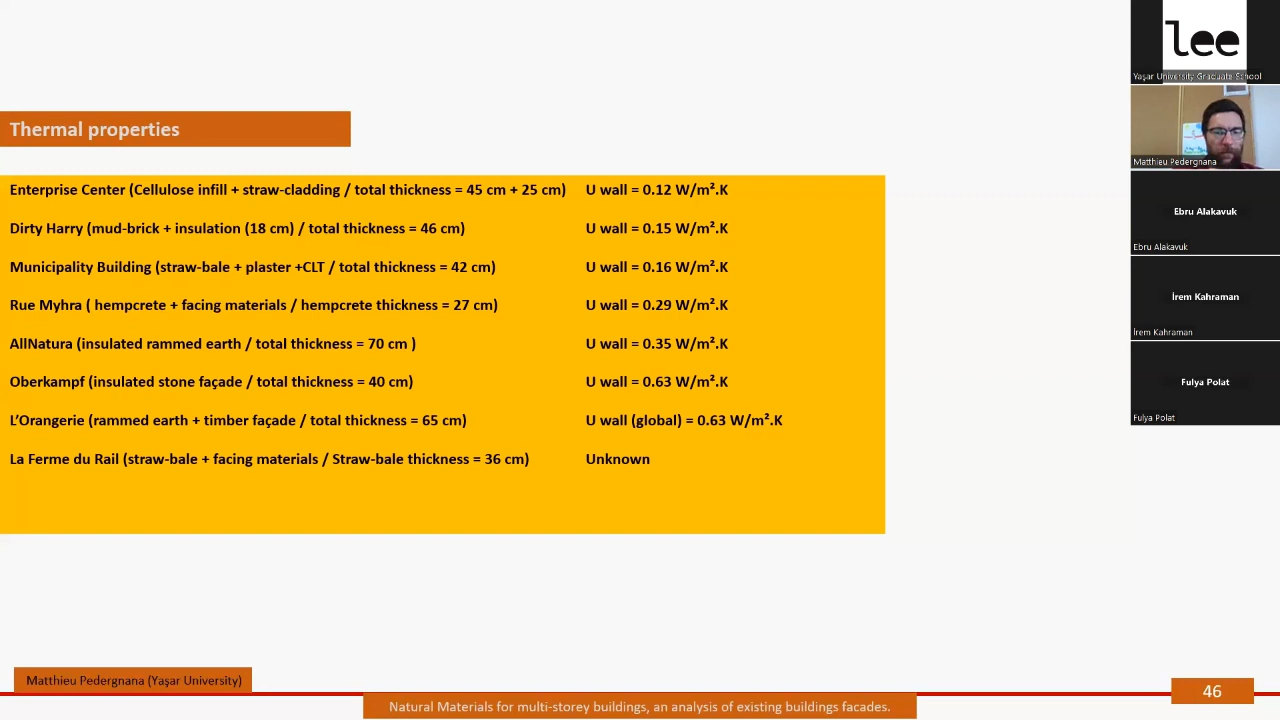 Thermal properties
Enterprise Center (Cellulose infill + straw-cladding / total thickness = 45 cm + 25 cm) U wall = 0.12 W/m².K
Dirty Harry (mud-brick + insulation (18 cm) / total thickness = 46 cm) U wall = 0.15 W/m².K
Municipality Building (straw-bale + plaster +CLT / total thickness = 42 cm) U wall = 0.16 W/m².K
Rue Myhra ( hempcrete + facing materials / hempcrete thickness = 27 cm) U wall = 0.29 W/m².K
AllNatura (insulated rammed earth / total thickness = 70 cm ) U wall = 0.35 W/m².K
Oberkampf (insulated stone façade / total thickness = 40 cm) U wall = 0.63 W/m².K
L’Orangerie (rammed earth + timber façade / total thickness = 65 cm) U wall (global) = 0.63 W/m².K
La Ferme du Rail (straw-bale + facing materials / Straw-bale thickness = 36 cm) Unknown
Matthieu Pedergnana (Yaşar University)
Natural Materials for multi-storey buildings, an analysis of existing buildings facades.
46
lee
Yaşar University Graduate School
Matthieu Pedergnana
Ebru Alakavuk
Ebru Alakavuk
İrem Kahraman
İrem Kahraman
Fulya Polat
Fulya Polat